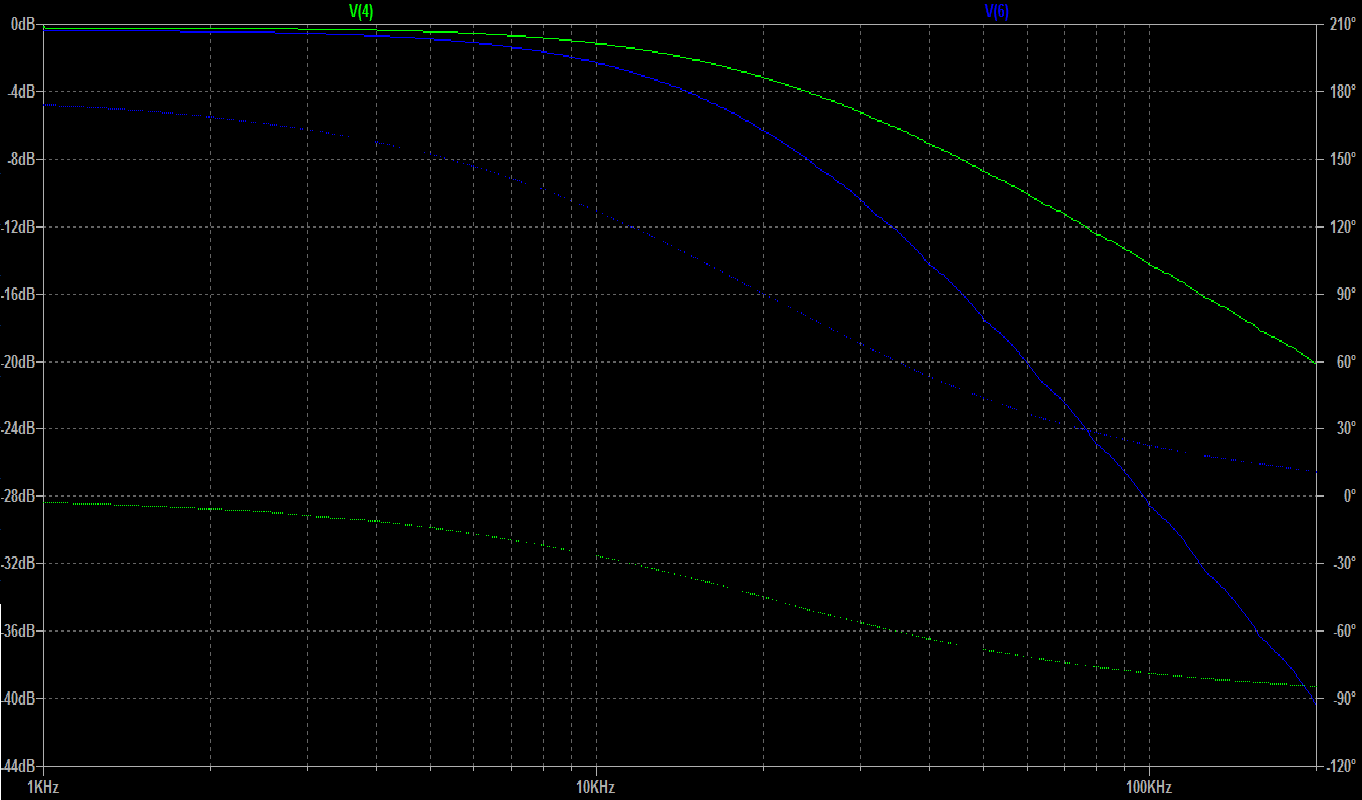 V(4) V(6)
0dB 210°
-4dB 180°
-8dB 150°
-12dB 120°
-16dB 90°
-20dB 60°
-24dB 30°
-28dB 0°
-32dB -30°
-36dB -60°
-40dB -90°
-44dB -120°
1KHz 10KHz 100KHz